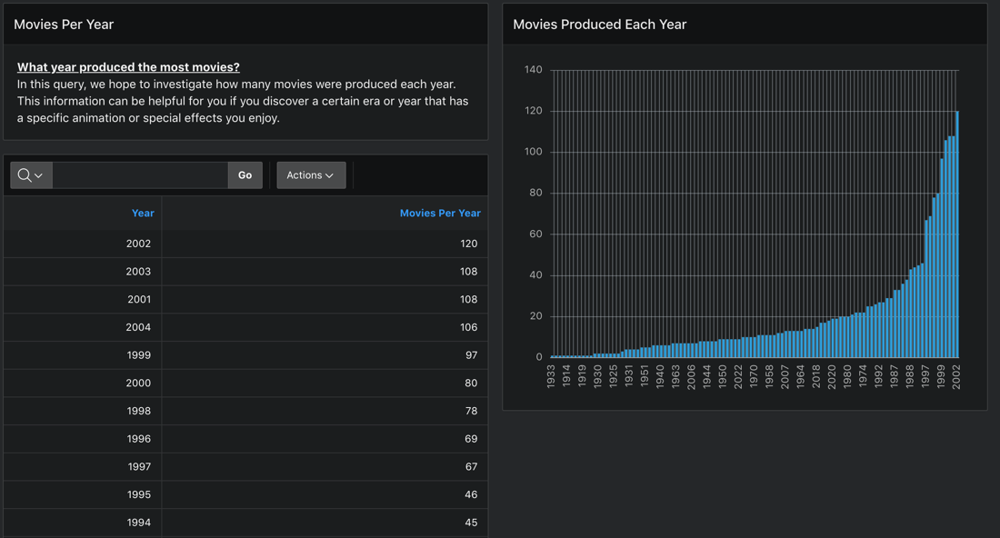 Movies Per Year
What year produced the most movies?
In this query, we hope to investigate how many movies were produced each year.
This information can be helpful for you if you discover a certain era or year that has
a specific animation or special effects you enjoy.
Go
Actions
Year Movies Per Year
2002 120
2003 108
2001 108
2004 106
1999 97
2000 80
1998 78
1996 69
1997 67
1995 46
1994 45
Movies Produced Each Year
140
120
100
80
60
40
20
0
1933 1914 1919 1930 1925 1931 1951 1940 1963 2006 1944 1950 2022 1970 1958 2007 1964 2018 2020 1980 1974 1992 1987 1988 1997 1999 2002